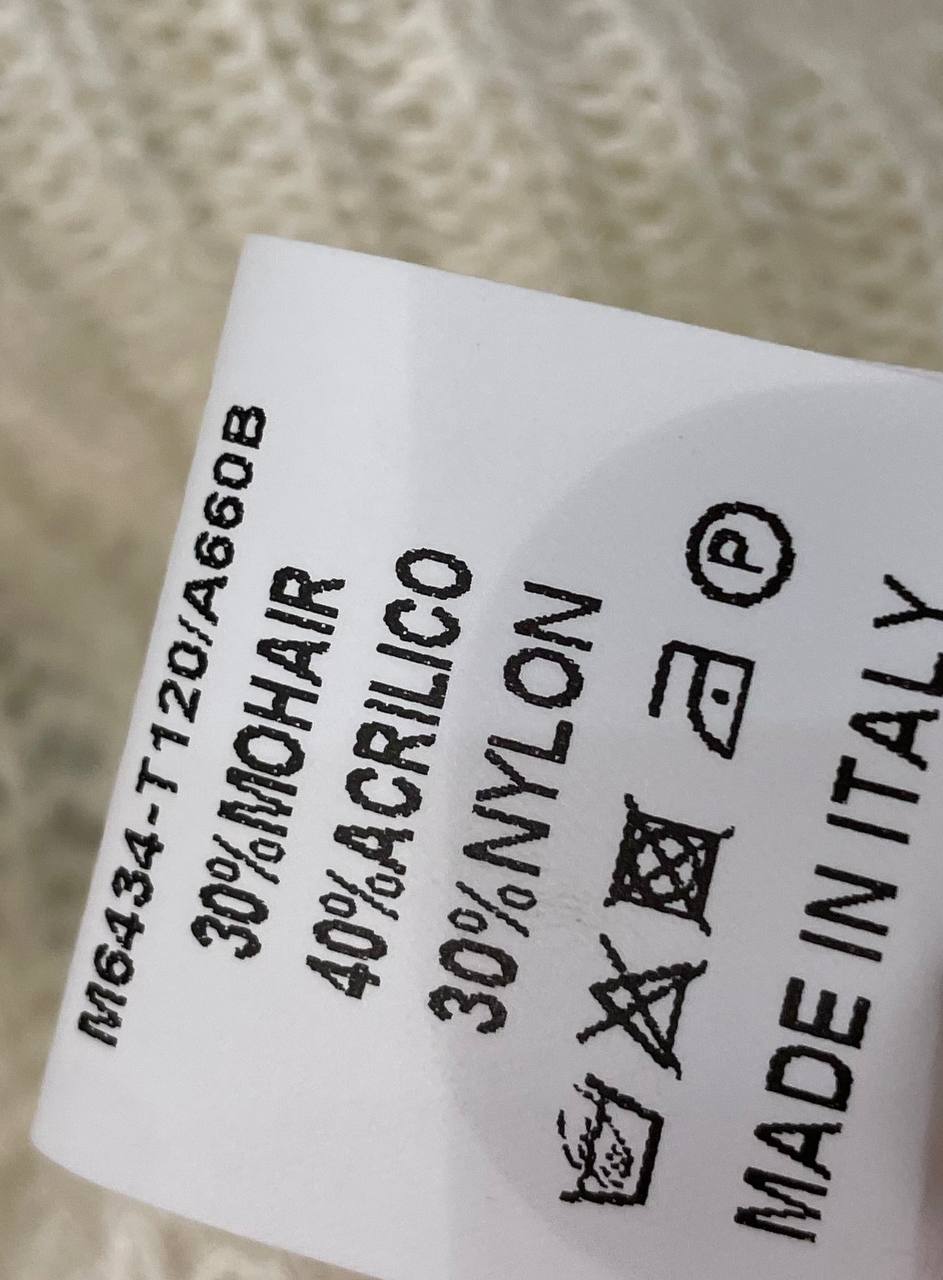 M6434-T120/A660B
30%MOHAIR
40%ACRILICO
30%NYLON
P
MADE IN ITALY